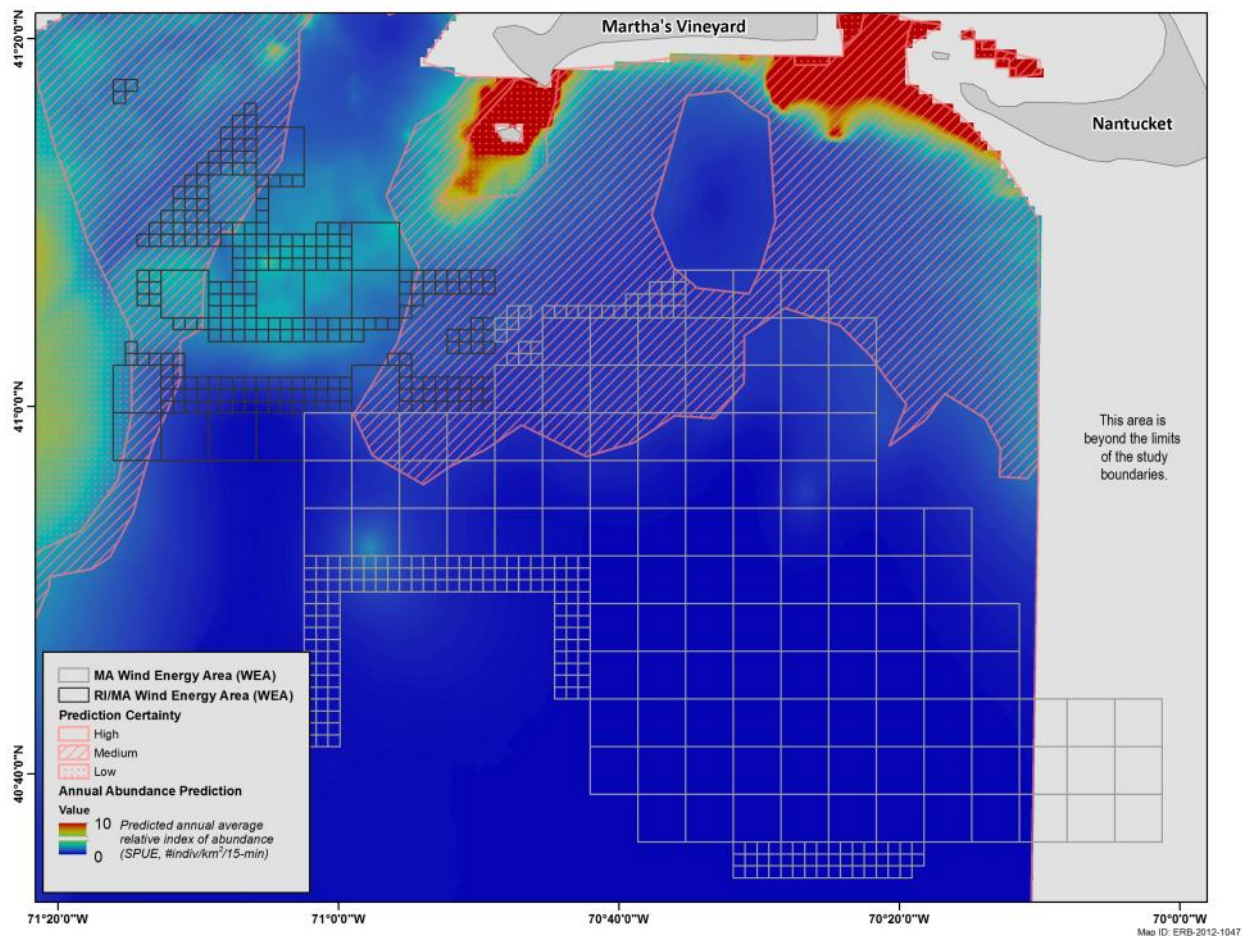 41°20'0"N
Martha's Vineyard
Nantucket
41°0'0"N
This area is
beyond the limits
of the study
boundaries.
MA Wind Energy Area (WEA)
RI/MA Wind Energy Area (WEA)
Prediction Certainty
High
Medium
Low
Annual Abundance Prediction
Value
10 Predicted annual average
relative index of abundance
0 (SPUE, #indiv/km²/15-min)
40°40'0"N
71°20'0"W 71°0'0"W 70°40'0"W 70°20'0"W 70°0'0"W
Map ID: ERB-2012-1047